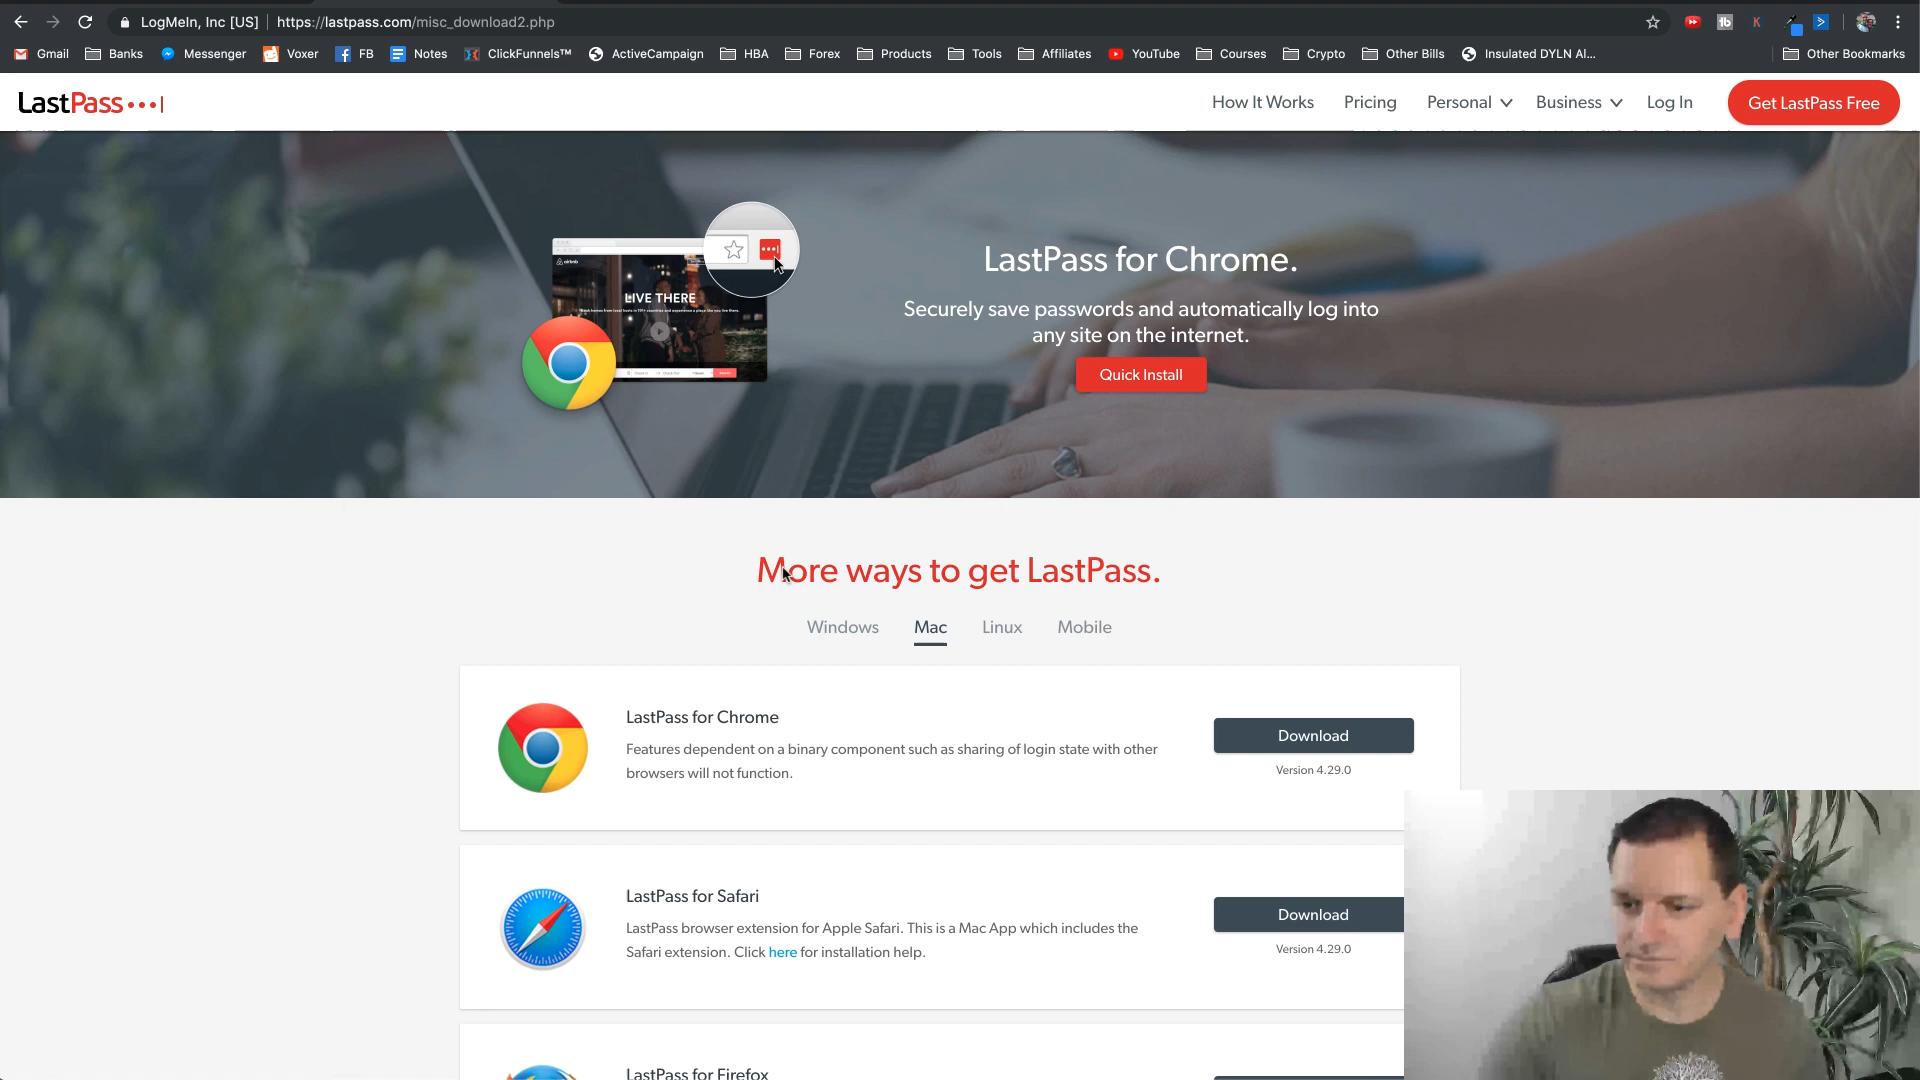 LogMeIn, Inc [US]
https://lastpass.com/misc_download2.php
Gmail
Banks
Messenger
Voxer
FB
Notes
ClickFunnels™
ActiveCampaign
HBA
Forex
Products
Tools
Affiliates
YouTube
Courses
Crypto
Other Bills
Insulated DYLN Al...
Other Bookmarks
LastPass
How It Works
Pricing
Personal
Business
Log In
Get LastPass Free
airbnb
LIVE THERE
LastPass for Chrome.
Securely save passwords and automatically log into
any site on the internet.
Quick Install
More ways to get LastPass.
Windows
Mac
Linux
Mobile
LastPass for Chrome
Features dependent on a binary component such as sharing of login state with other
browsers will not function.
Download
Version 4.29.0
LastPass for Safari
LastPass browser extension for Apple Safari. This is a Mac App which includes the
Safari extension. Click here for installation help.
Download
Version 4.29.0
LastPass for Firefox